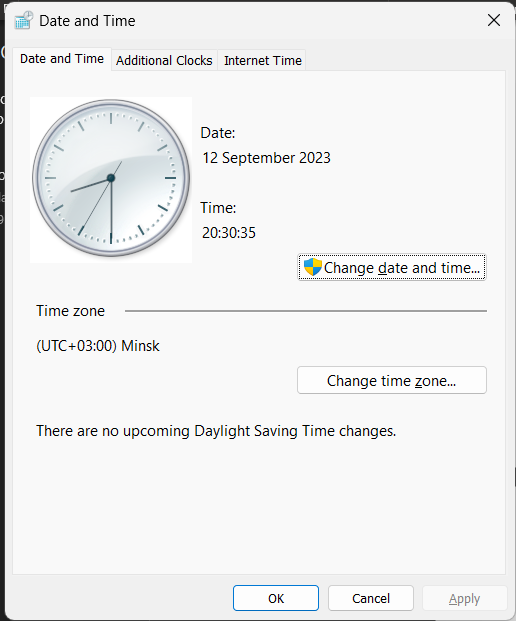 Date and Time
Date and Time
Additional Clocks
Internet Time
Date:
12 September 2023
Time:
20:30:35
Change date and time...
Time zone
(UTC+03:00) Minsk
Change time zone...
There are no upcoming Daylight Saving Time changes.
OK
Cancel
Apply